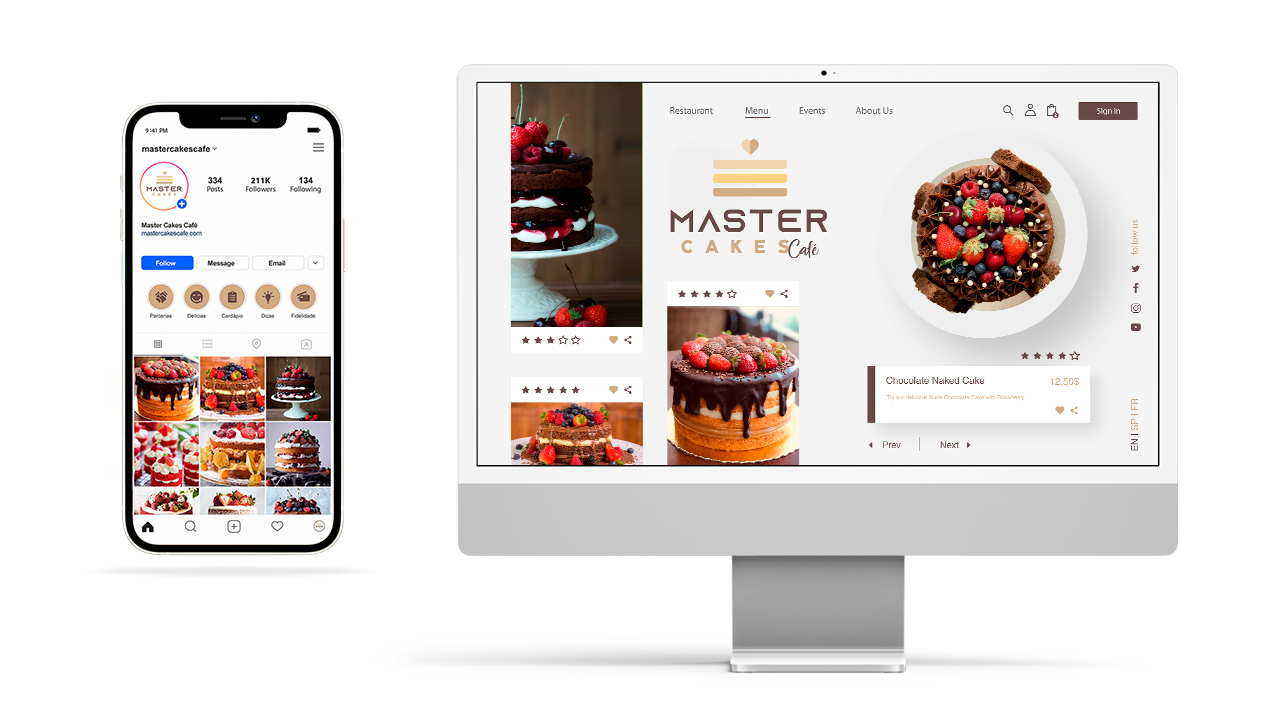 9:41 PM
mastercakescafe
MASTER
CAKES
334
Posts
211K
Followers
134
Following
Master Cakes Café
mastercakescafe.com
Follow
Message
Email
Parcerias
Delícias
Cardápio
Dicas
Fidelidade
Restaurant
Menu
Events
About Us
Sign In
MASTER
CAKES Café
follow us
Chocolate Naked Cake
12.50$
Try our delicious Nude Chocolate Cake with Blackberry
Prev
Next
EN | SP | FR